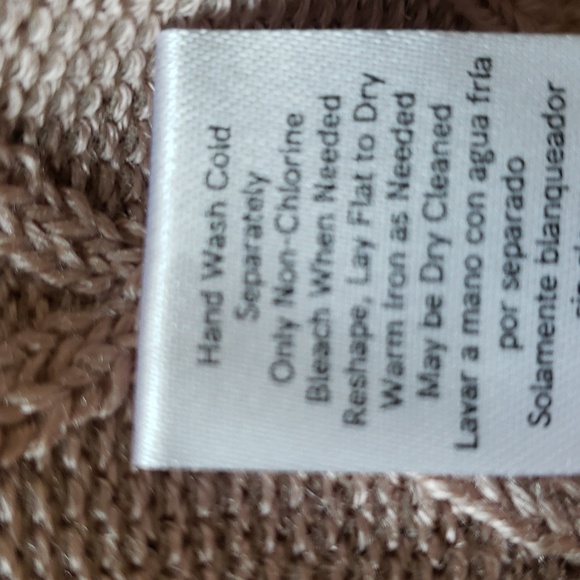 Hand Wash Cold
Separately
Only Non-Chlorine
Bleach When Needed
Reshape, Lay Flat to Dry
Warm Iron as Needed
May be Dry Cleaned
Lavar a mano con agua fría
por separado
Solamente blanqueador